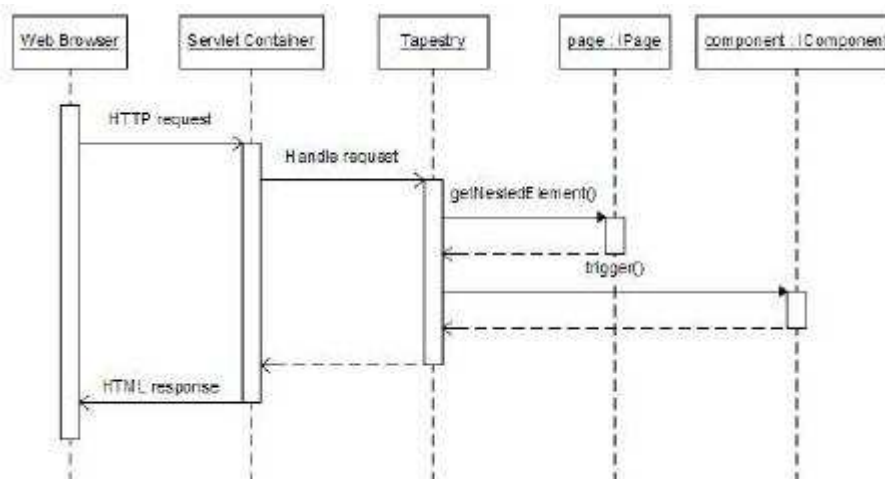 Web Browser
Servlet Container
Tapestry
page : IPage
component : IComponent
HTTP request
Handle request
getNestedElement()
trigger()
HTML response